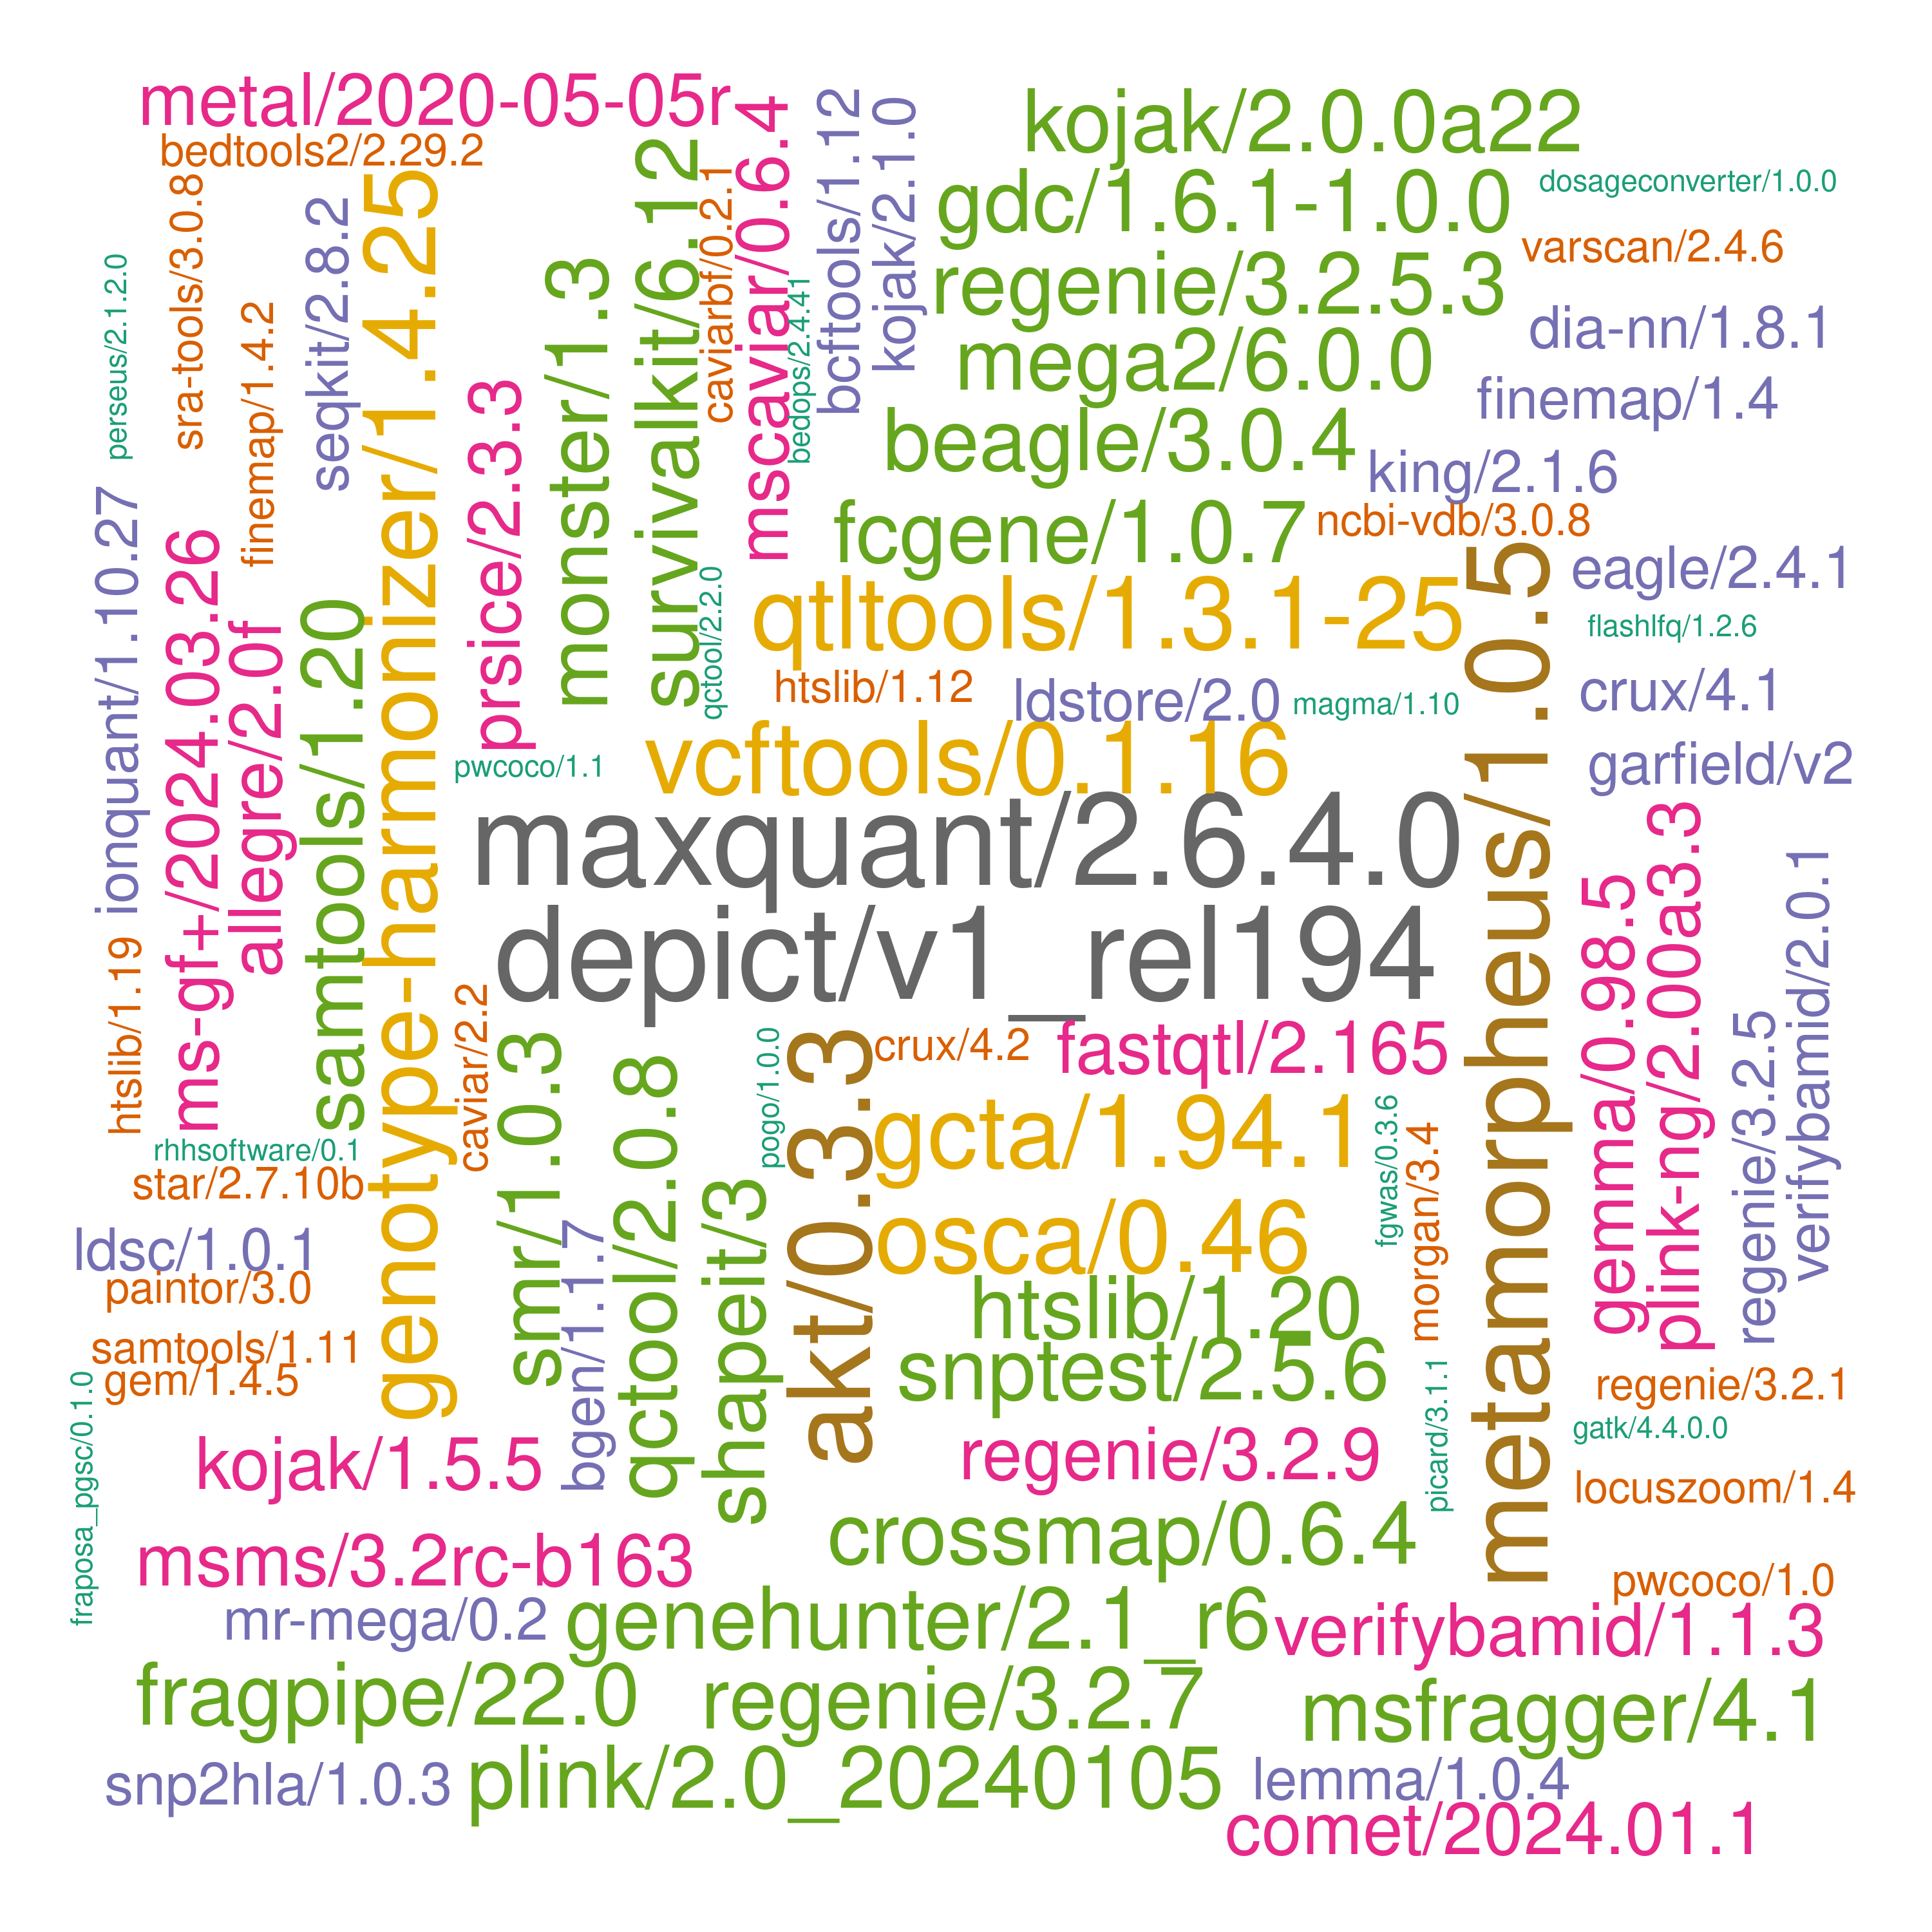 metal/2020-05-05r
kojak/2.0.0a22
bedtools2/2.29.2
bcftools/1.12
kojak/2.1.0
mscaviar/0.6.4
survivalkit/6.12
caviarbf/0.2.1
gdc/1.6.1-1.0.0
dosageconverter/1.0.0
sra-tools/3.0.8
seqkit/2.8.2
genotype-harmonizer/1.4.25
varscan/2.4.6
perseus/2.1.2.0
monster/1.3
regenie/3.2.5.3
bedops/2.4.41
finemap/1.4.2
dia-nn/1.8.1
mega2/6.0.0
finemap/1.4
prsice/2.3.3
beagle/3.0.4
king/2.1.6
ionquant/1.10.27
fcgene/1.0.7
ncbi-vdb/3.0.8
ms-gf+/2024.03.26
metamorpheus/1.0.5
eagle/2.4.1
qctool/2.2.0
qtltools/1.3.1-25
allegre/2.0f
samtools/1.20
flashlfq/1.2.6
htslib/1.12
ldstore/2.0
magma/1.10
crux/4.1
vcftools/0.1.16
pwcoco/1.1
garfield/v2
maxquant/2.6.4.0
gemma/0.98.5
plink-ng/2.00a3.3
verifybamid/2.0.1
depict/v1_rel194
htslib/1.19
caviar/2.2
regenie/3.2.5
smr/1.0.3
qctool/2.0.8
pogo/1.0.0
akt/0.3.3
crux/4.2
fastqtl/2.165
gcta/1.94.1
fgwas/0.3.6
morgan/3.4
rhhsoftware/0.1
star/2.7.10b
shapeit/3
osca/0.46
bgen/1.1.7
ldsc/1.0.1
paintor/3.0
htslib/1.20
samtools/1.11
snptest/2.5.6
picard/3.1.1
gem/1.4.5
regenie/3.2.1
fraposa_pgsc/0.1.0
gatk/4.4.0.0
kojak/1.5.5
regenie/3.2.9
locuszoom/1.4
crossmap/0.6.4
msms/3.2rc-b163
pwcoco/1.0
mr-mega/0.2
genehunter/2.1_r6
verifybamid/1.1.3
fragpipe/22.0
regenie/3.2.7
msfragger/4.1
snp2hla/1.0.3
plink/2.0_20240105
lemma/1.0.4
comet/2024.01.1